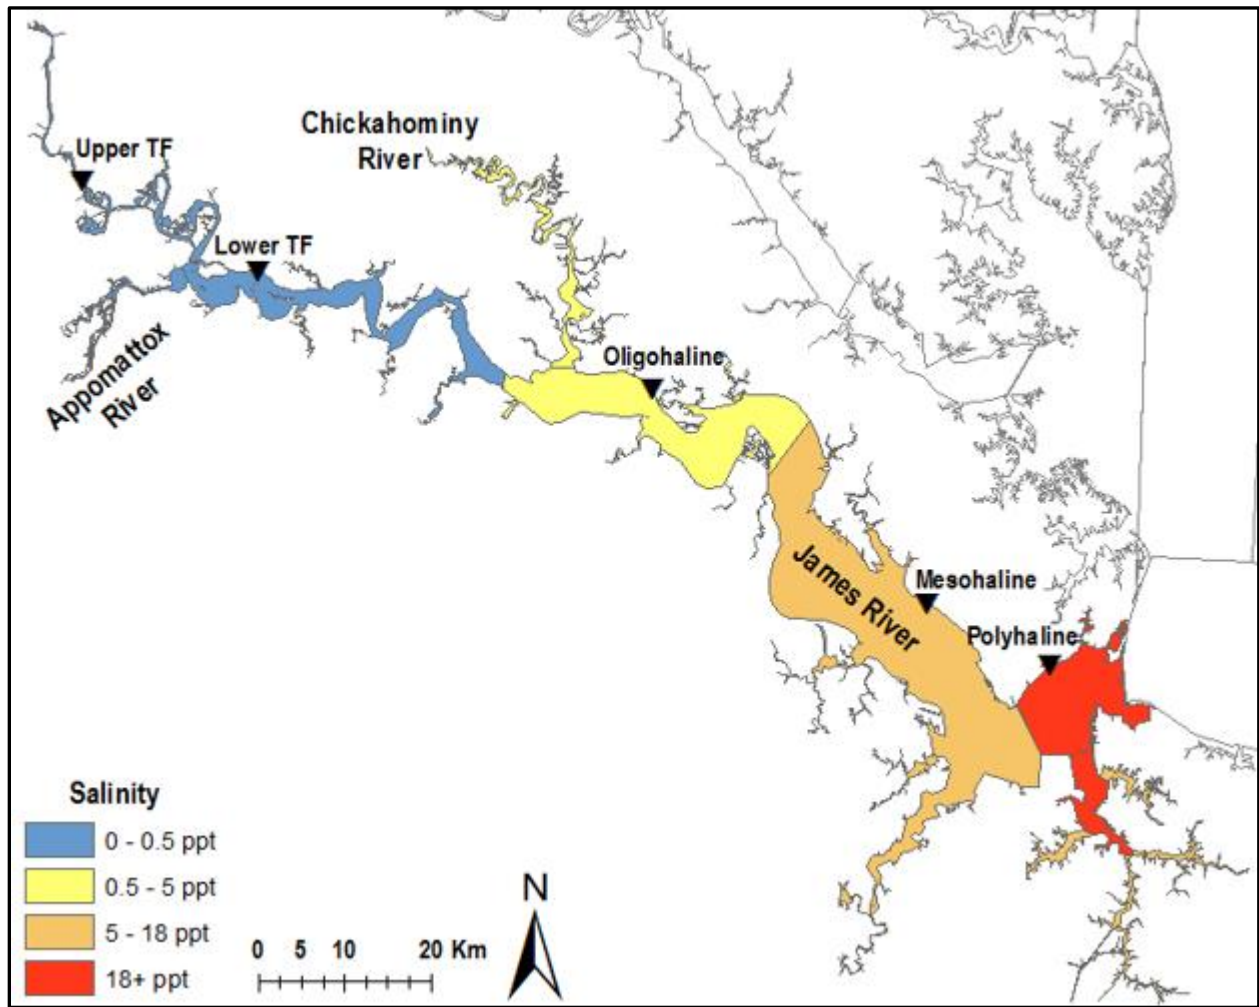 Upper TF
Chickahominy
River
Lower TF
Appomattox
River
Oligohaline
James River
Mesohaline
Polyhaline
Salinity
0 - 0.5 ppt
0.5 - 5 ppt
5 - 18 ppt
18+ ppt
0 5 10 20 Km
N